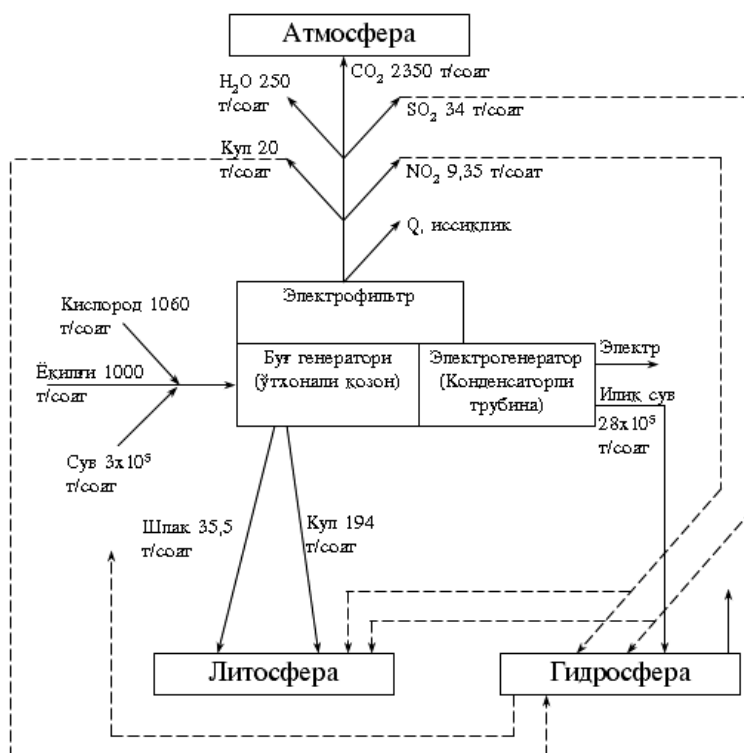 Атмосфера
H₂O 250
т/соат
CO₂ 2350 т/соат
SO₂ 34 т/соат
Кул 20
т/соат
NO₂ 9,35 т/соат
Q, иссиқлик
Электрофильтр
Кислород 1060
т/соат
Ёқилғи 1000
т/соат
Сув 3x10⁵
т/соат
Буғ генератори
(ўтхонали қозон)
Электрогенератор
(Конденсаторли
трубина)
Электр
Илиқ сув
28x10⁵
т/соат
Шлак 35,5
т/соат
Кул 194
т/соат
Литосфера
Гидросфера